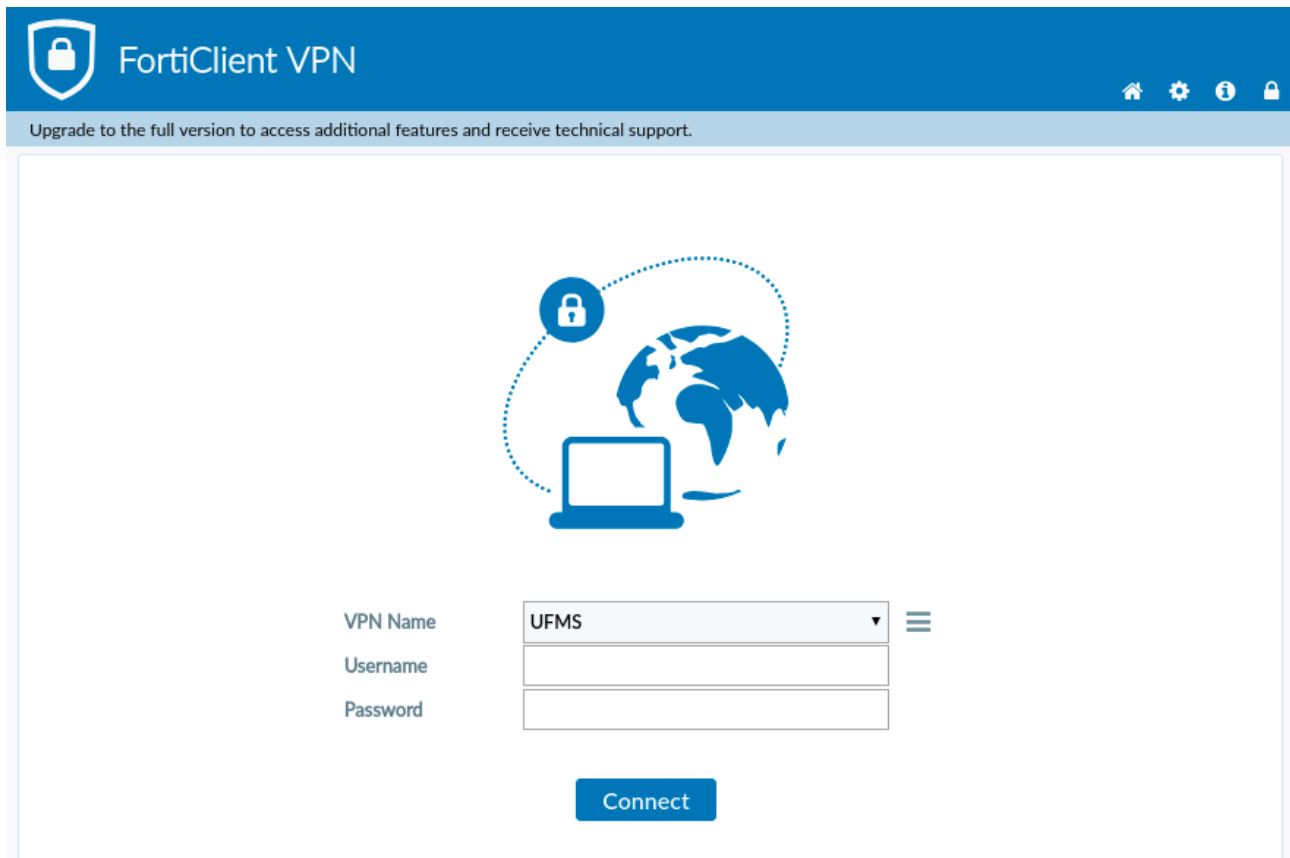 FortiClient VPN
Upgrade to the full version to access additional features and receive technical support.
VPN Name UFMS
Username
Password
Connect